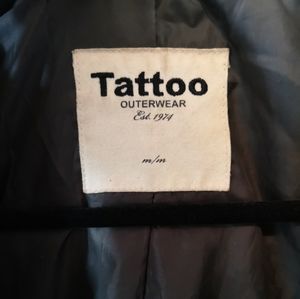 Tattoo
OUTERWEAR
Est. 1974
m/m